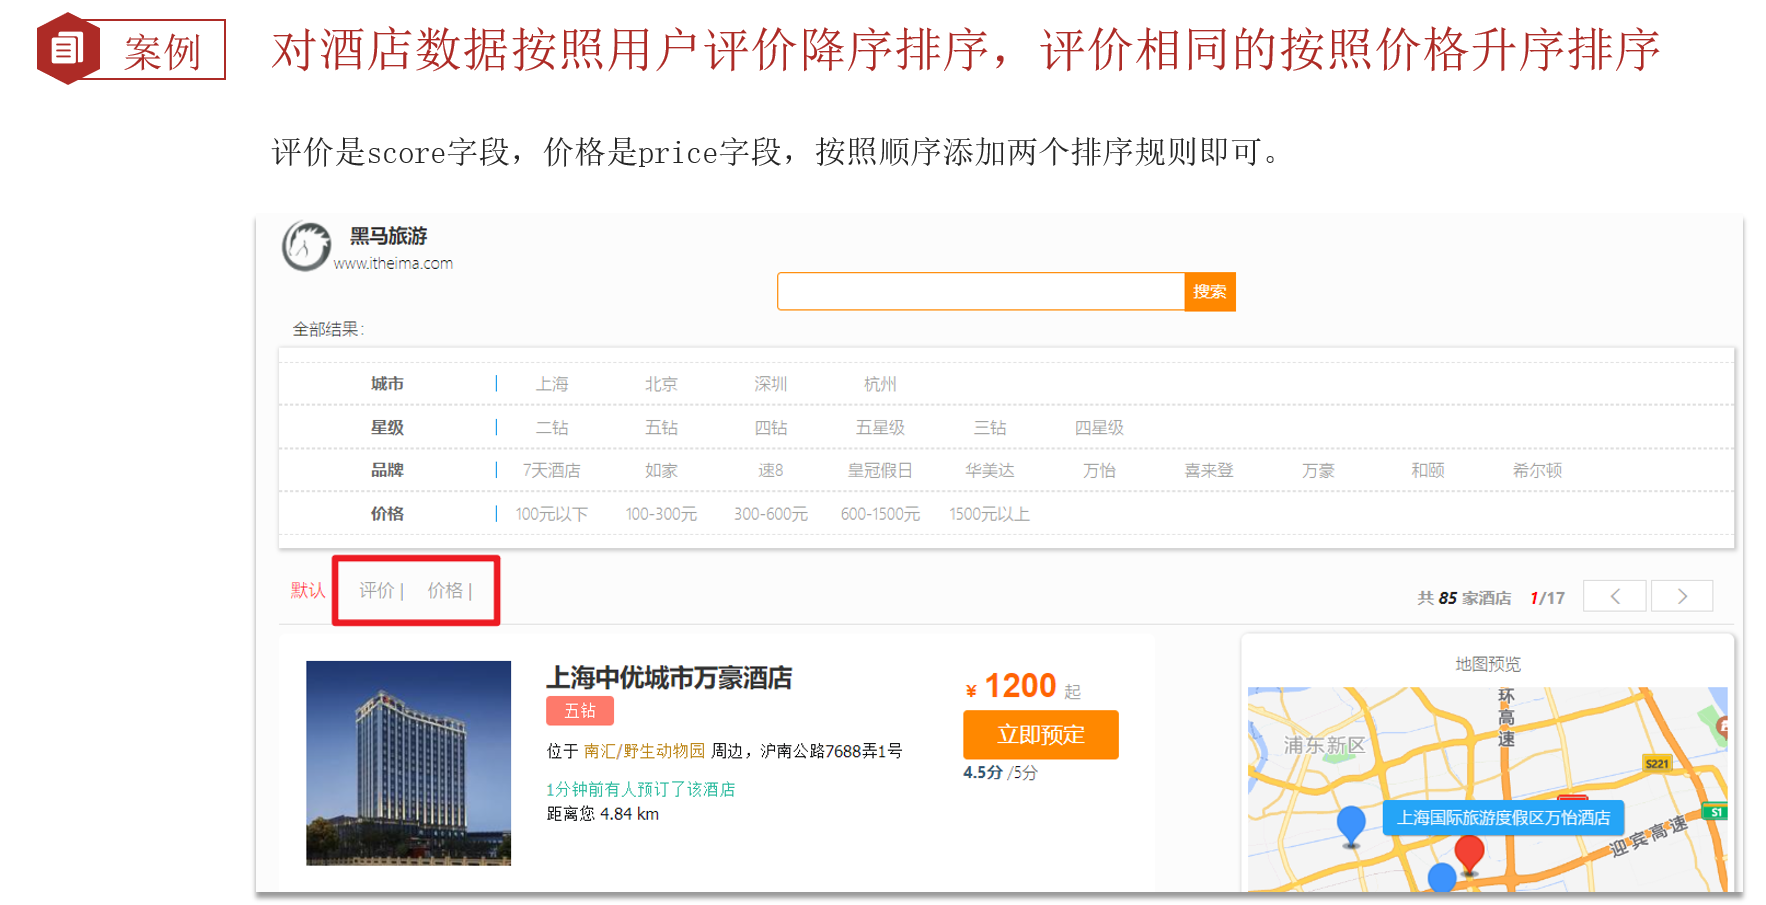 案例
对酒店数据按照用户评价降序排序，评价相同的按照价格升序排序
评价是score字段，价格是price字段，按照顺序添加两个排序规则即可。
黑马旅游
www.itheima.com
搜索
全部结果:
城市 | 上海 北京 深圳 杭州
星级 | 二钻 五钻 四钻 五星级 三钻 四星级
品牌 | 7天酒店 如家 速8 皇冠假日 华美达 万怡 喜来登 万豪 和颐 希尔顿
价格 | 100元以下 100-300元 300-600元 600-1500元 1500元以上
默认 评价 | 价格 |
共 85 家酒店 1/17 < >
上海中优城市万豪酒店
五钻
位于 南汇/野生动物园 周边，沪南公路7688弄1号
1分钟前有人预订了该酒店
距离您 4.84 km
¥ 1200 起
立即预定
4.5分 /5分
地图预览
环高速
浦东新区
S221
S1
上海国际旅游度假区万怡酒店
迎宾高速